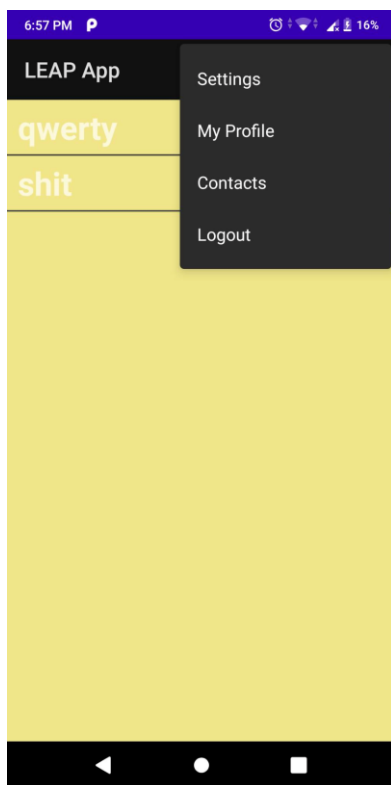 6:57 PM
16%
LEAP App
Settings
My Profile
Contacts
Logout
qwerty
shit